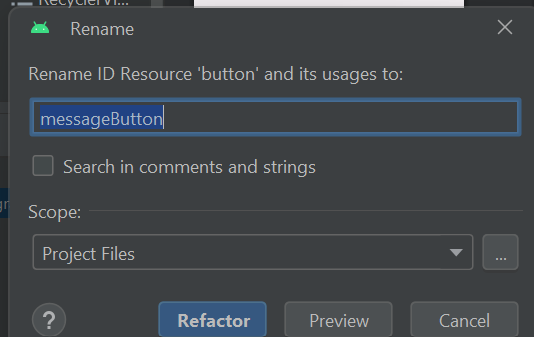 RecyclerVi...
Rename
Rename ID Resource 'button' and its usages to:
messageButton
Search in comments and strings
Scope:
Project Files
...
?
Refactor
Preview
Cancel